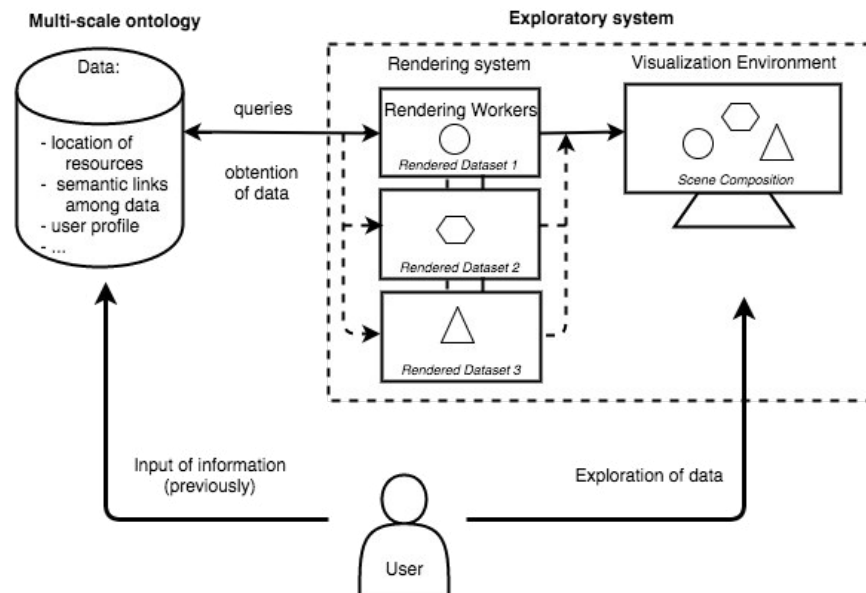 Multi-scale ontology
Exploratory system
Data:
- location of
resources
- semantic links
among data
- user profile
- ...
queries
obtention
of data
Rendering system
Rendering Workers
Rendered Dataset 1
Rendered Dataset 2
Rendered Dataset 3
Visualization Environment
Scene Composition
Input of information
(previously)
Exploration of data
User